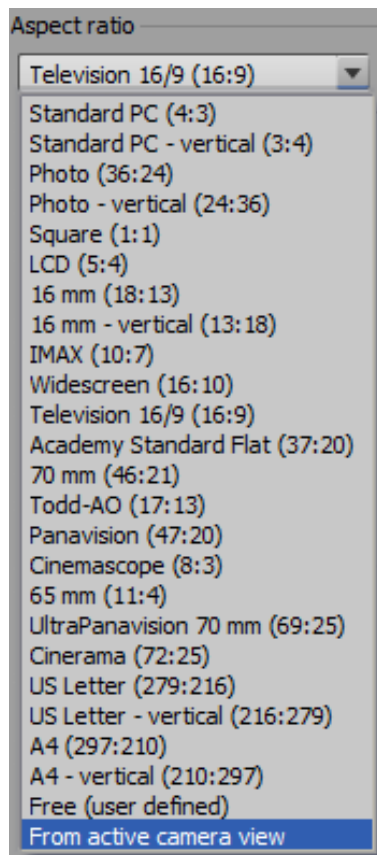 Aspect ratio
Television 16/9 (16:9)
Standard PC (4:3)
Standard PC - vertical (3:4)
Photo (36:24)
Photo - vertical (24:36)
Square (1:1)
LCD (5:4)
16 mm (18:13)
16 mm - vertical (13:18)
IMAX (10:7)
Widescreen (16:10)
Television 16/9 (16:9)
Academy Standard Flat (37:20)
70 mm (46:21)
Todd-AO (17:13)
Panavision (47:20)
Cinemascope (8:3)
65 mm (11:4)
UltraPanavision 70 mm (69:25)
Cinerama (72:25)
US Letter (279:216)
US Letter - vertical (216:279)
A4 (297:210)
A4 - vertical (210:297)
Free (user defined)
From active camera view